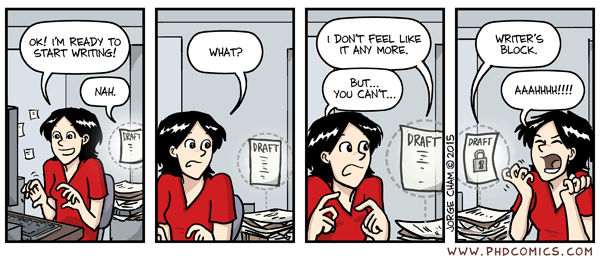 OK! I'M READY TO
START WRITING!
NAH.
DRAFT
WHAT?
DRAFT
I DON'T FEEL LIKE
IT ANY MORE.
BUT...
YOU CAN'T...
DRAFT
WRITER'S
BLOCK.
AAAHHHH!!!!
DRAFT
JORGE CHAM © 2015
WWW.PHDCOMICS.COM